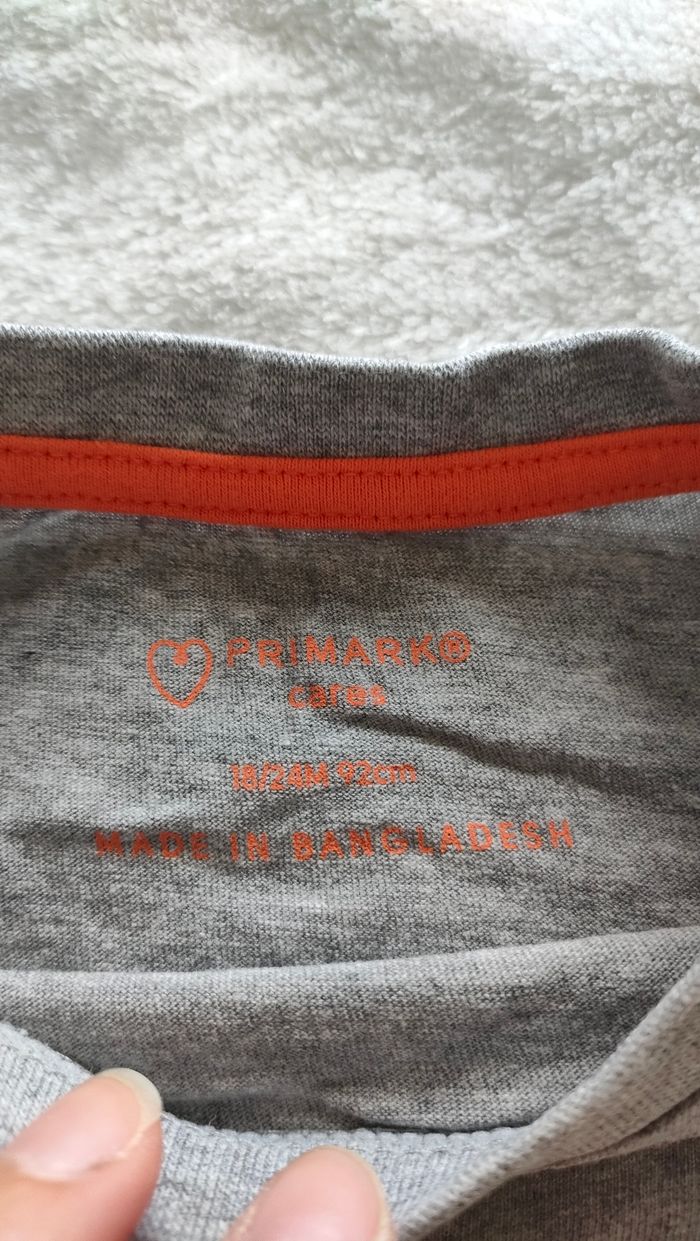 PRIMARK®
cares
18/24M 92cm
MADE IN BANGLADESH